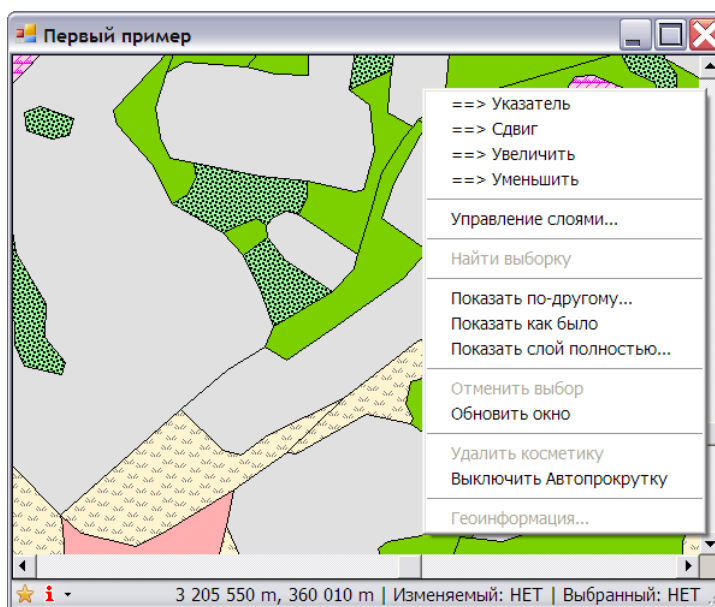 Первый пример
==> Указатель
==> Сдвиг
==> Увеличить
==> Уменьшить
Управление слоями...
Найти выборку
Показать по-другому...
Показать как было
Показать слой полностью...
Отменить выбор
Обновить окно
Удалить косметику
Выключить Автопрокрутку
Геоинформация...
3 205 550 m, 360 010 m | Изменяемый: НЕТ | Выбранный: НЕТ